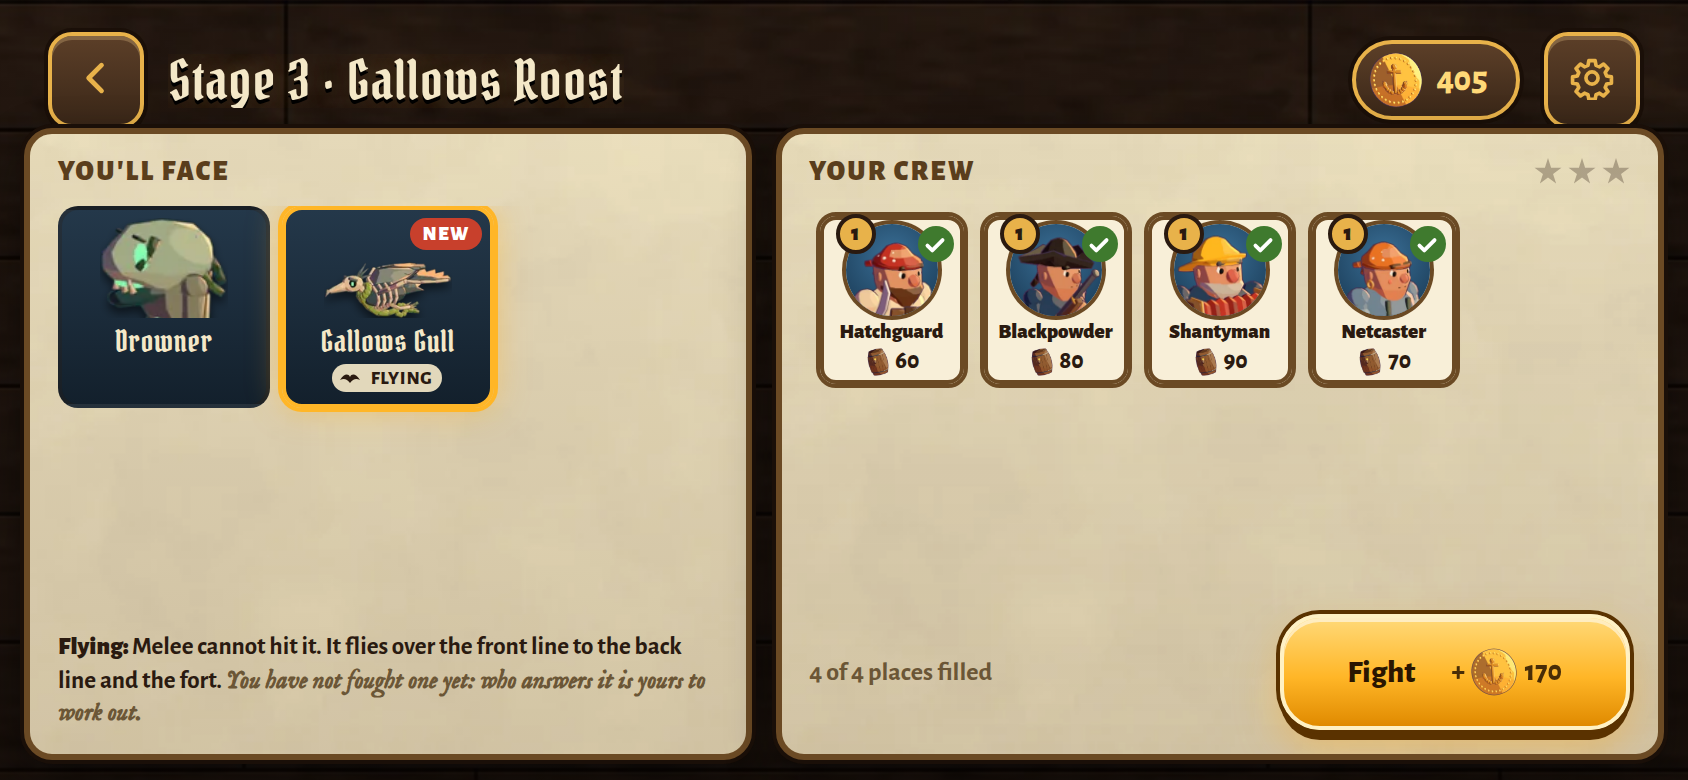 Stage 3 · Gallows Roost
405
YOU'LL FACE
Drowner
NEW
Gallows Gull
FLYING
Flying: Melee cannot hit it. It flies over the front line to the back
line and the fort. You have not fought one yet: who answers it is yours to
work out.
YOUR CREW
1
Hatchguard
60
1
Blackpowder
80
1
Shantyman
90
1
Netcaster
70
4 of 4 places filled
Fight + 170